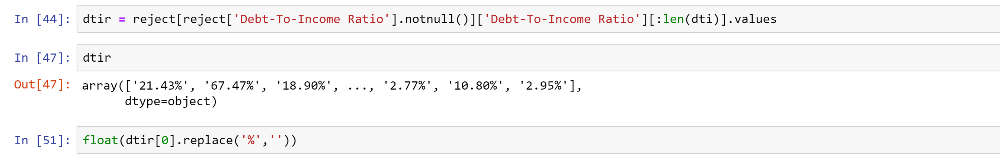 In [44]: dtir = reject[reject['Debt-To-Income Ratio'].notnull()]['Debt-To-Income Ratio'][:len(dti)].values
In [47]: dtir
Out[47]: array(['21.43%', '67.47%', '18.90%', ..., '2.77%', '10.80%', '2.95%'],
dtype=object)
In [51]: float(dtir[0].replace('%',''))